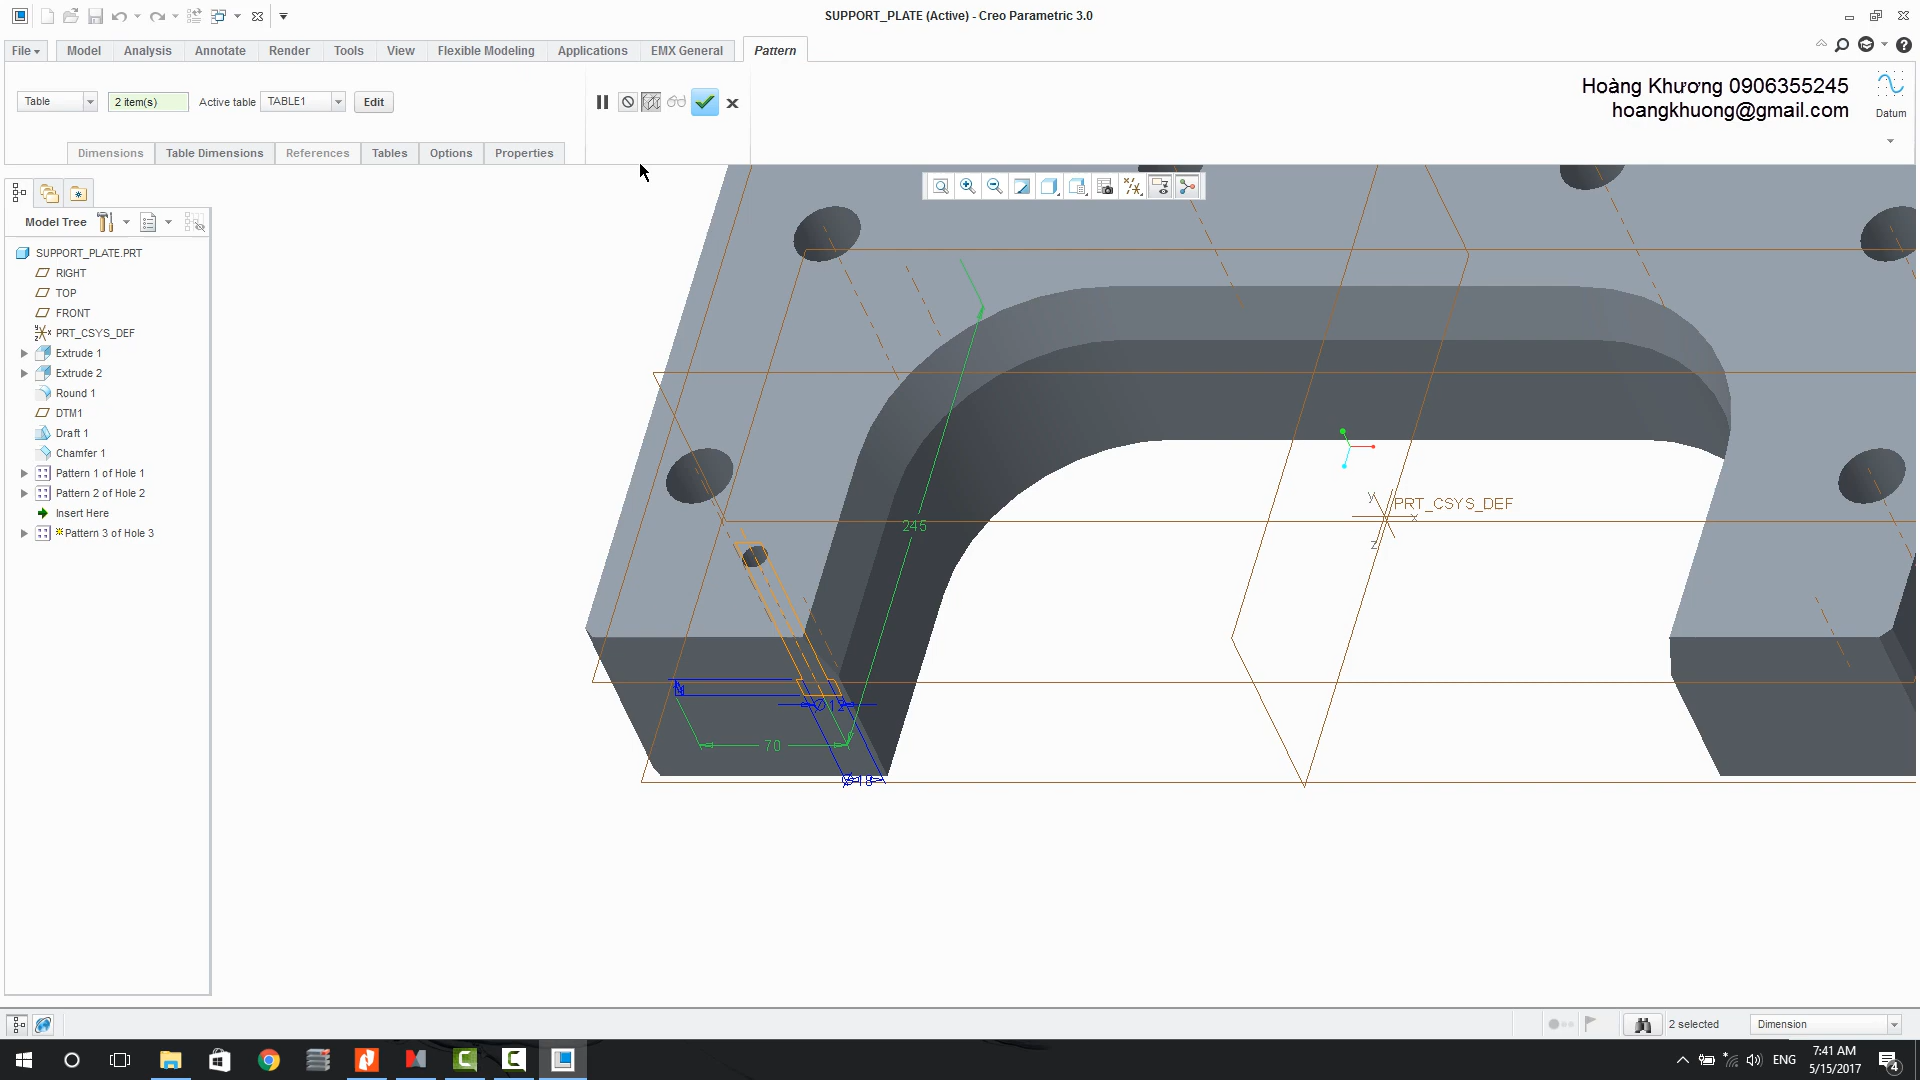 SUPPORT_PLATE (Active) - Creo Parametric 3.0
File Model Analysis Annotate Render Tools View Flexible Modeling Applications EMX General Pattern
Hoàng Khương 0906355245
hoangkhuong@gmail.com
Datum
Table 2 item(s) Active table TABLE1 Edit
Dimensions Table Dimensions References Tables Options Properties
Model Tree
SUPPORT_PLATE.PRT
RIGHT
TOP
FRONT
PRT_CSYS_DEF
Extrude 1
Extrude 2
Round 1
DTM1
Draft 1
Chamfer 1
Pattern 1 of Hole 1
Pattern 2 of Hole 2
Insert Here
Pattern 3 of Hole 3
245
Y
PRT_CSYS_DEF
X
Z
Ø12
70
Ø18
2 selected Dimension
ENG
7:41 AM
5/15/2017
4